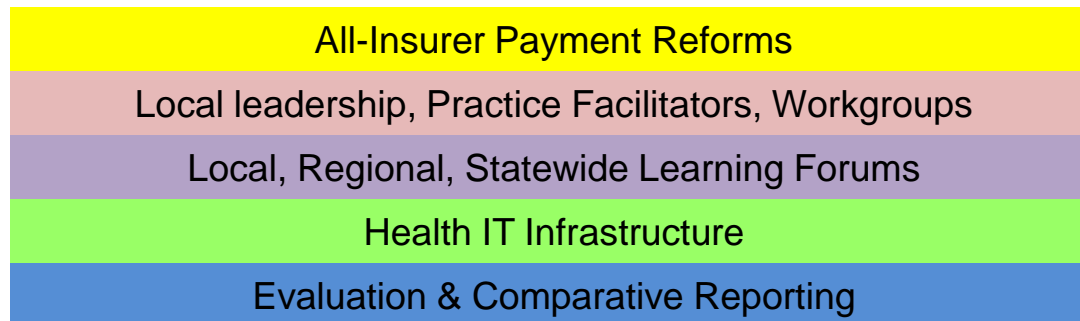 All-Insurer Payment Reforms
Local leadership, Practice Facilitators, Workgroups
Local, Regional, Statewide Learning Forums
Health IT Infrastructure
Evaluation & Comparative Reporting